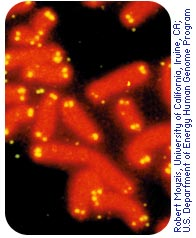 Robert Moyzis, University of California, Irvine, CA;
U.S. Department of Energy Human Genome Program